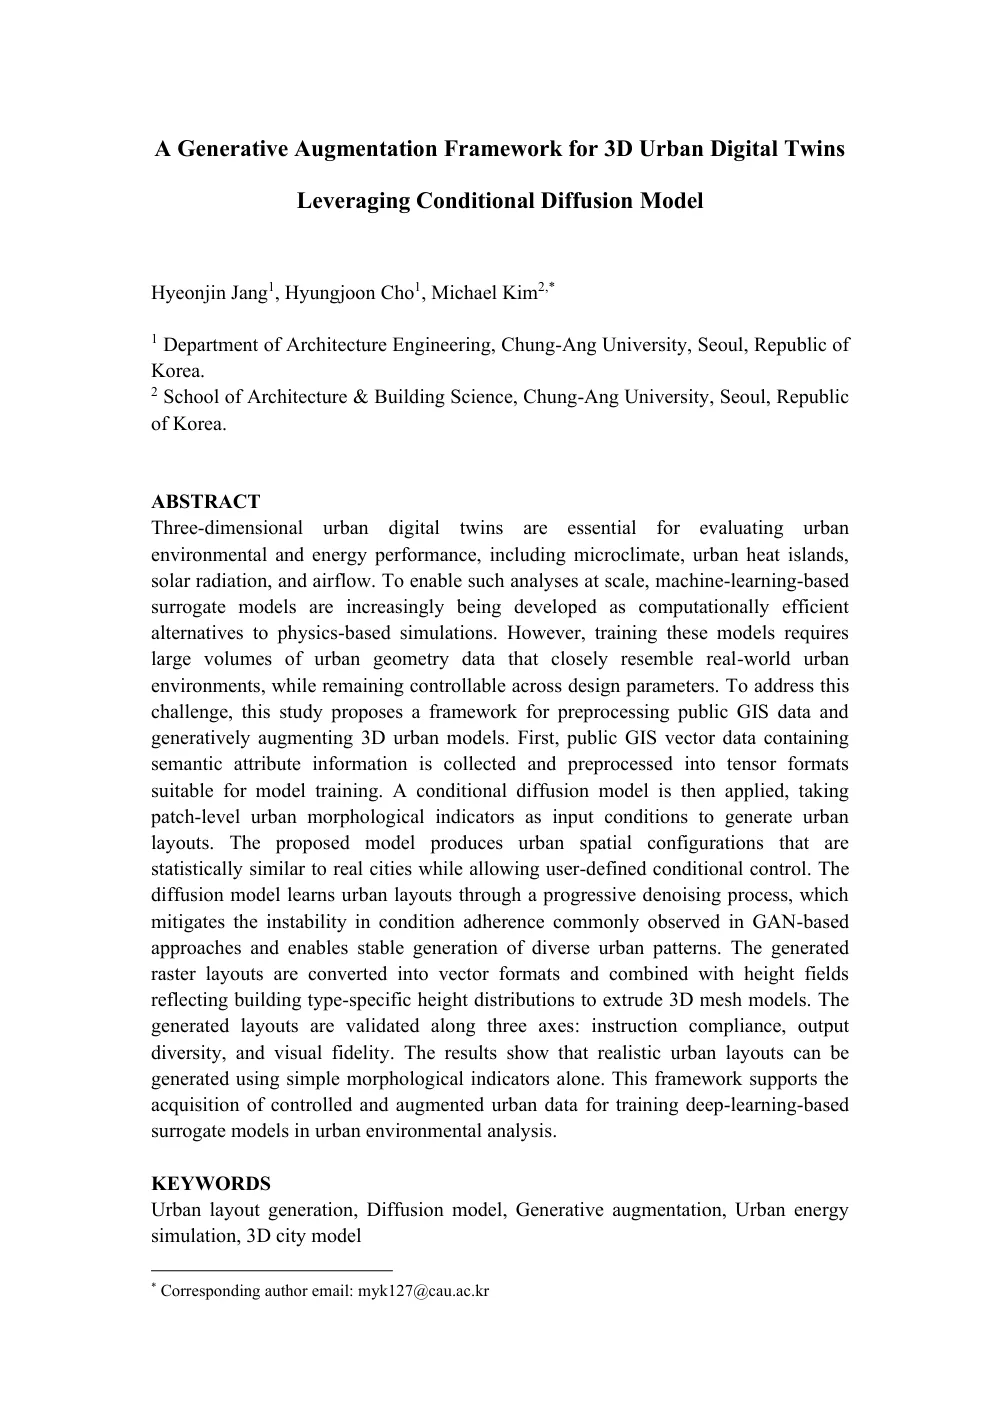 A Generative Augmentation Framework for 3D Urban Digital Twins
Leveraging Conditional Diffusion Model
Hyeonjin Jang1, Hyungjoon Cho1, Michael Kim2,*
1 Department of Architecture Engineering, Chung-Ang University, Seoul, Republic of
Korea.
2 School of Architecture & Building Science, Chung-Ang University, Seoul, Republic
of Korea.
ABSTRACT
Three-dimensional urban digital twins are essential for evaluating urban
environmental and energy performance, including microclimate, urban heat islands,
solar radiation, and airflow. To enable such analyses at scale, machine-learning-based
surrogate models are increasingly being developed as computationally efficient
alternatives to physics-based simulations. However, training these models requires
large volumes of urban geometry data that closely resemble real-world urban
environments, while remaining controllable across design parameters. To address this
challenge, this study proposes a framework for preprocessing public GIS data and
generatively augmenting 3D urban models. First, public GIS vector data containing
semantic attribute information is collected and preprocessed into tensor formats
suitable for model training. A conditional diffusion model is then applied, taking
patch-level urban morphological indicators as input conditions to generate urban
layouts. The proposed model produces urban spatial configurations that are
statistically similar to real cities while allowing user-defined conditional control. The
diffusion model learns urban layouts through a progressive denoising process, which
mitigates the instability in condition adherence commonly observed in GAN-based
approaches and enables stable generation of diverse urban patterns. The generated
raster layouts are converted into vector formats and combined with height fields
reflecting building type-specific height distributions to extrude 3D mesh models. The
generated layouts are validated along three axes: instruction compliance, output
diversity, and visual fidelity. The results show that realistic urban layouts can be
generated using simple morphological indicators alone. This framework supports the
acquisition of controlled and augmented urban data for training deep-learning-based
surrogate models in urban environmental analysis.
KEYWORDS
Urban layout generation, Diffusion model, Generative augmentation, Urban energy
simulation, 3D city model
* Corresponding author email: myk127@cau.ac.kr